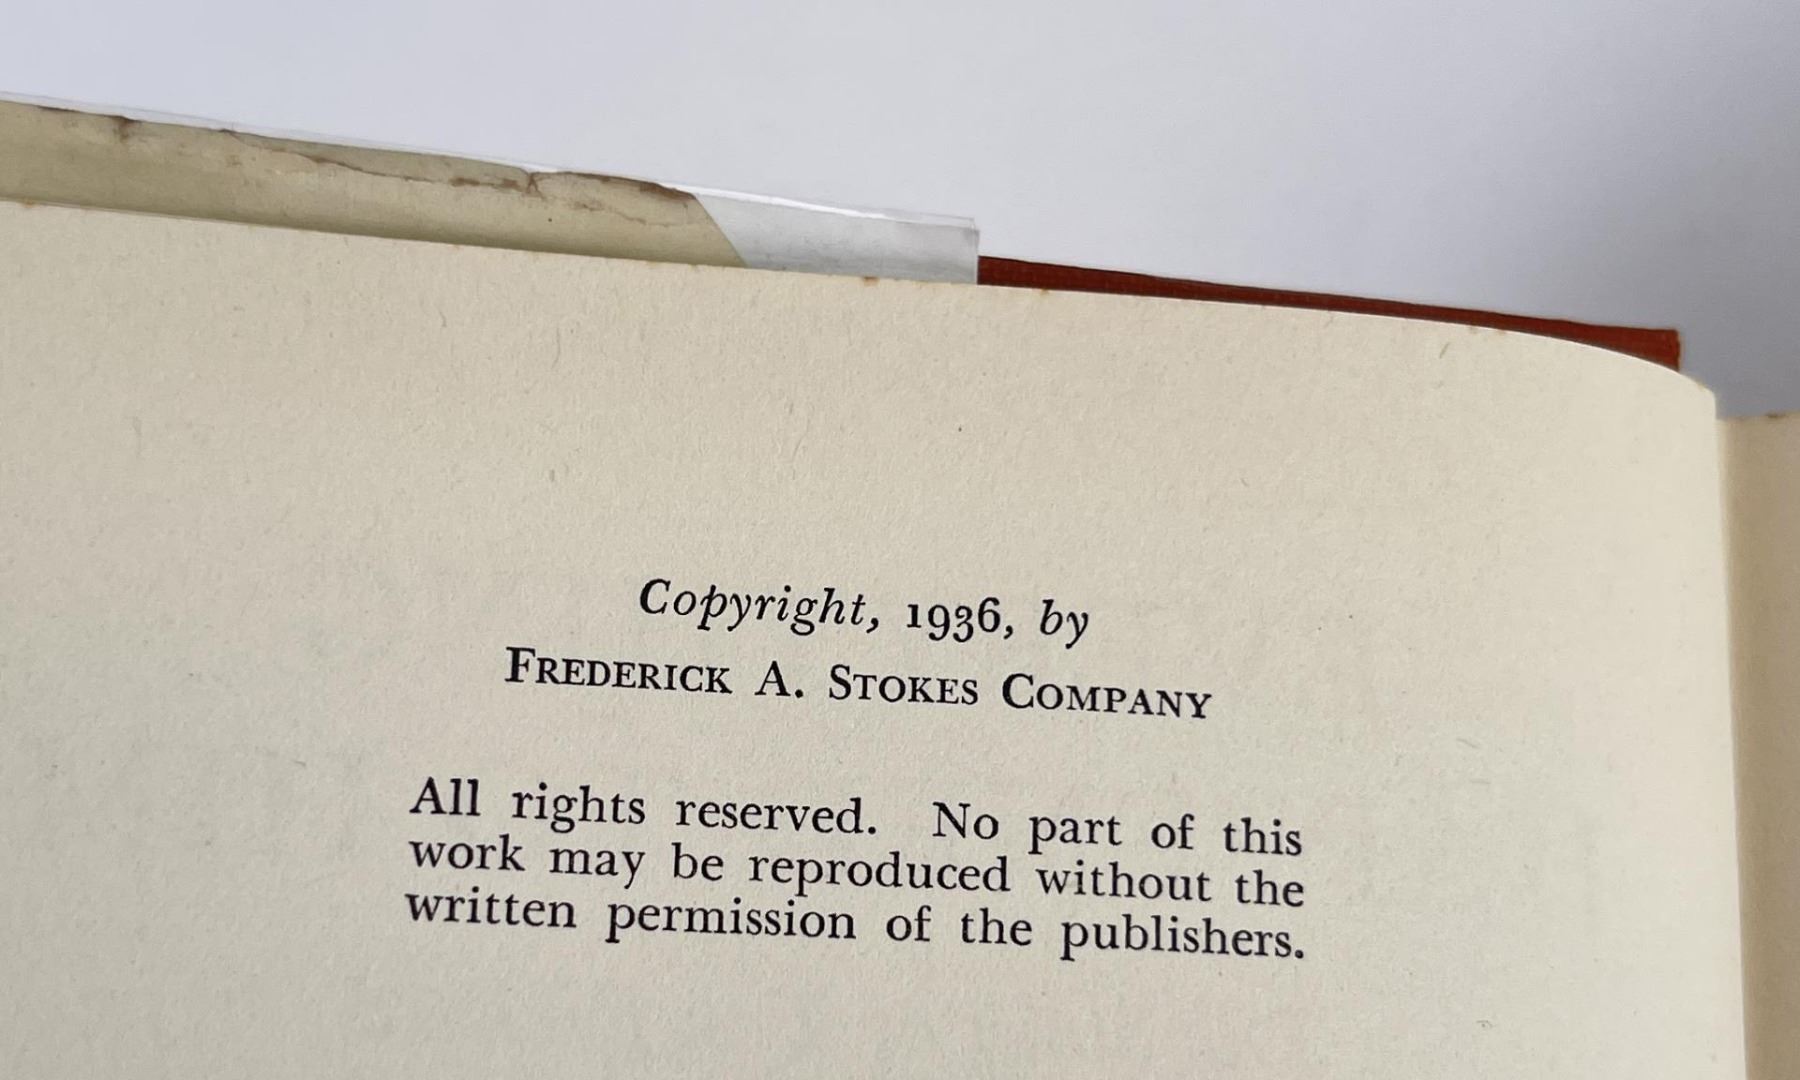 Copyright, 1936, by
FREDERICK A. STOKES COMPANY
All rights reserved. No part of this
work may be reproduced without the
written permission of the publishers.